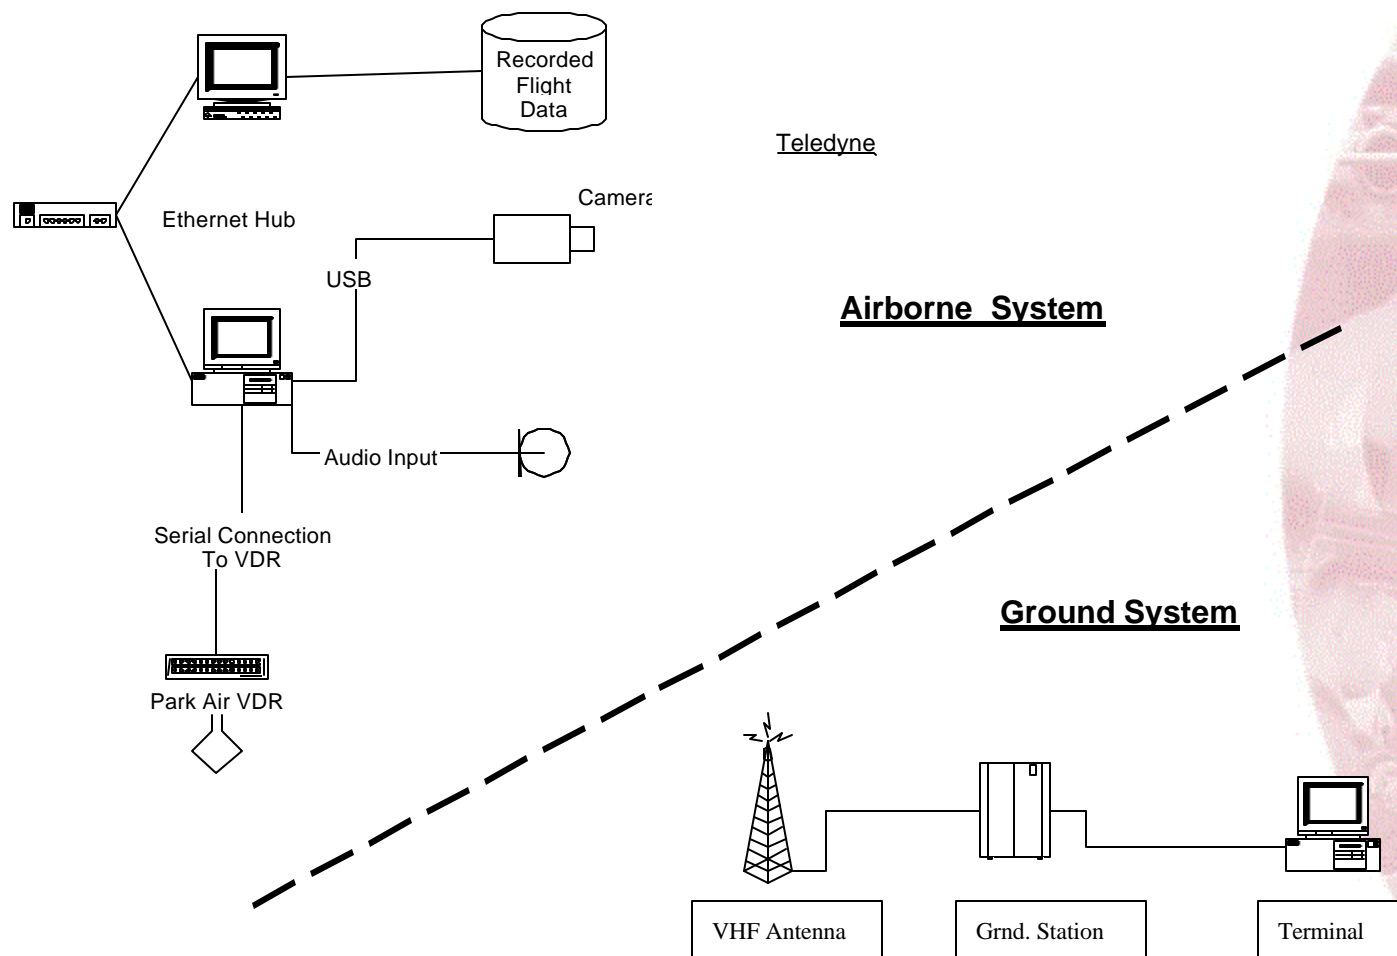 Recorded
Flight
Data
Teledyne
Camera
Ethernet Hub
USB
Airborne System
Audio Input
Serial Connection
To VDR
Ground System
Park Air VDR
VHF Antenna
Grnd. Station
Terminal